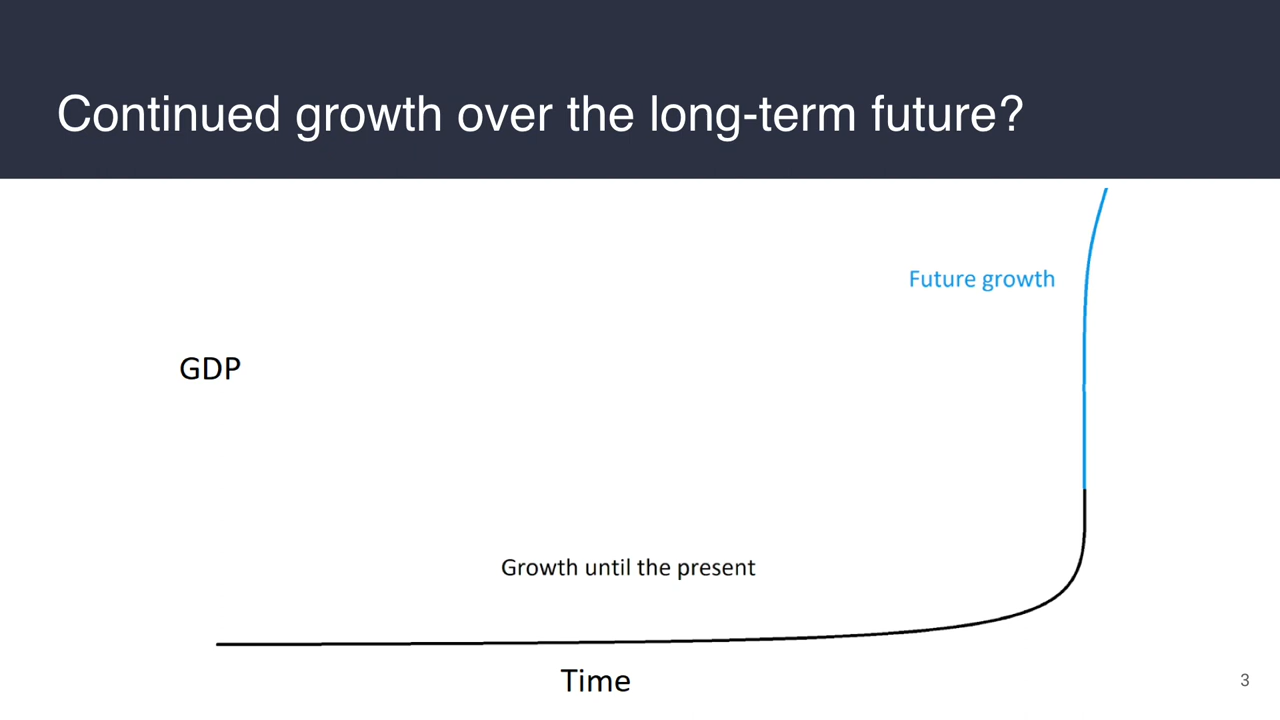 Continued growth over the long-term future?
Future growth
GDP
Growth until the present
Time
3